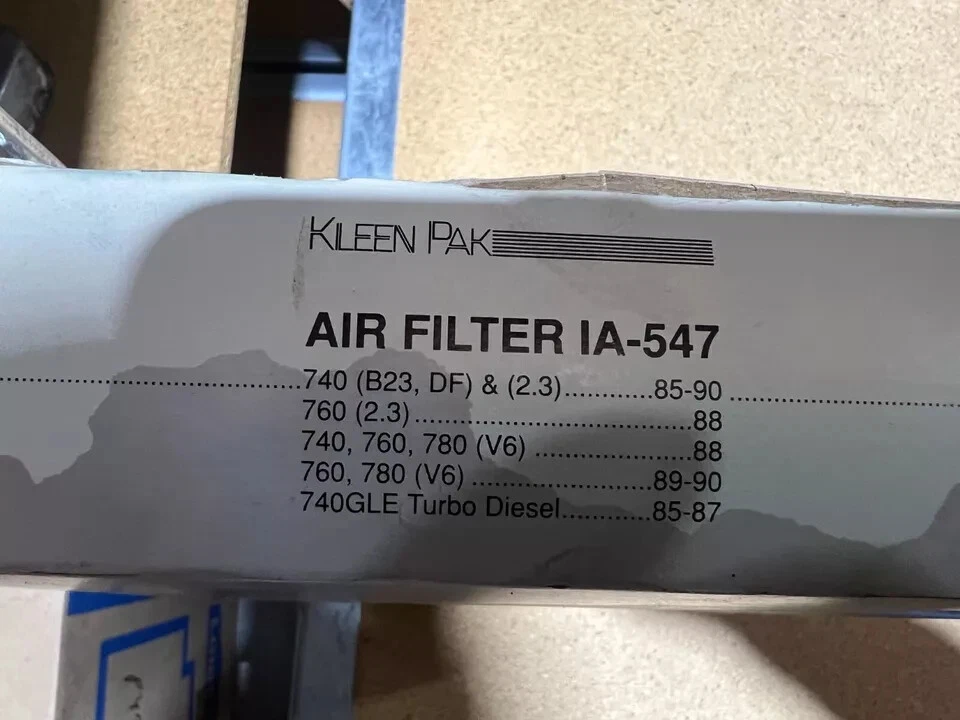 KLEEN PAK
AIR FILTER IA-547
740 (B23, DF) & (2.3)............85-90
760 (2.3)......................................88
740, 760, 780 (V6) .....................88
760, 780 (V6)..........................89-90
740GLE Turbo Diesel............85-87